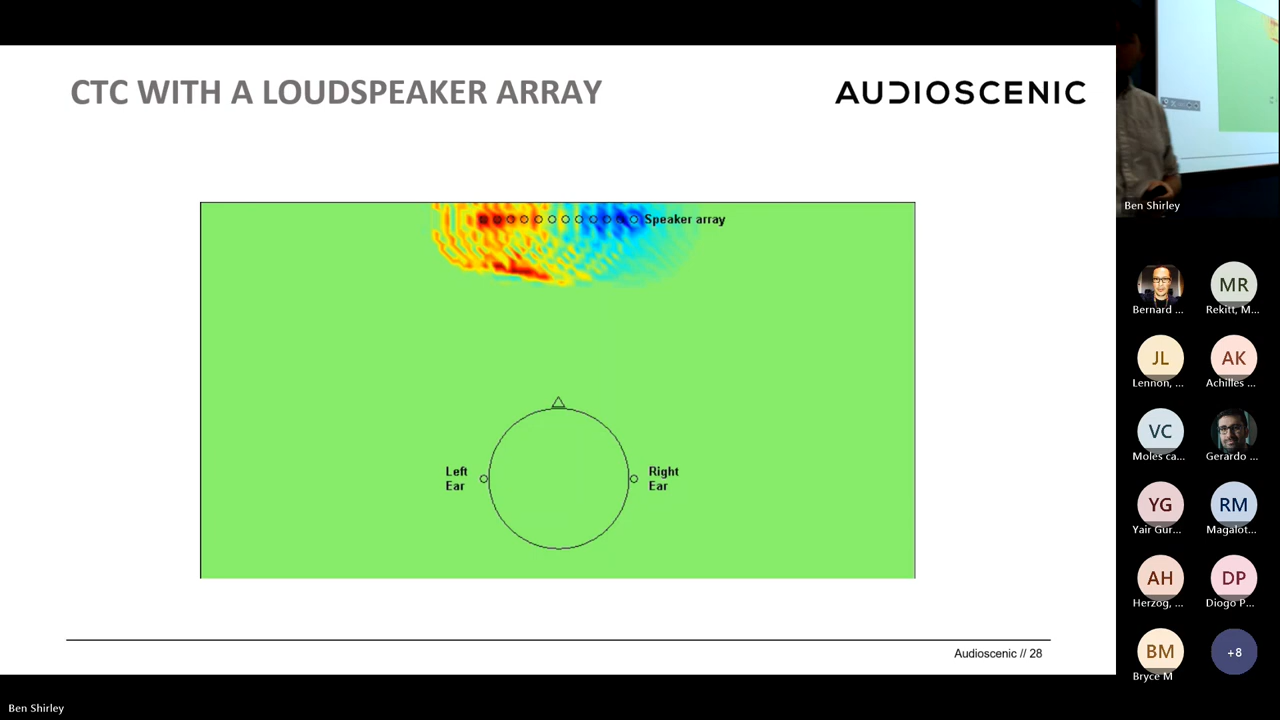 CTC WITH A LOUDSPEAKER ARRAY
AUDIOSCENIC
Speaker array
Left
Ear
Right
Ear
Audioscenic // 28
Ben Shirley
Bernard ...
MR
Rekitt, M...
JL
Lennon, ...
AK
Achilles ...
VC
Moles ca...
Gerardo ...
YG
Yair Gur...
RM
Magalot...
AH
Herzog, ...
DP
Diogo P...
BM
Bryce M
+8
Ben Shirley